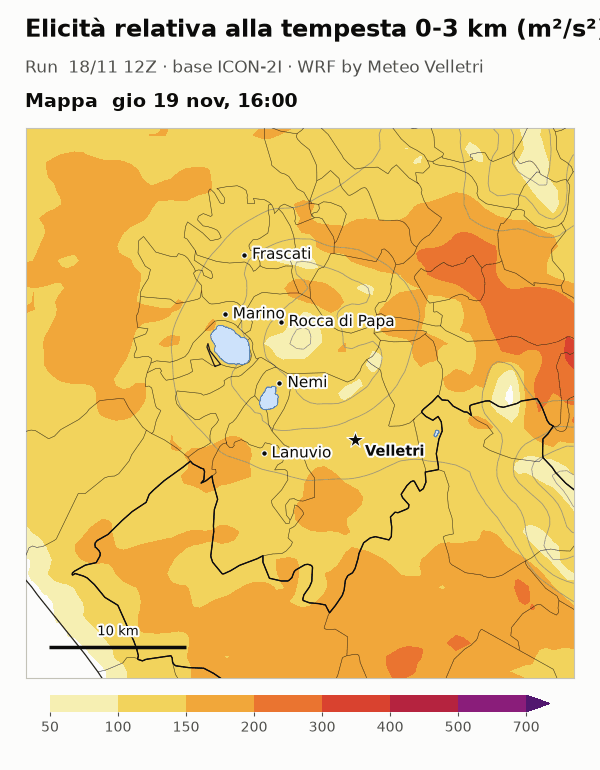 Elicità relativa alla tempesta 0-3 km (m²/s²)
Run  18/11 12Z · base ICON-2I · WRF by Meteo Velletri
Mappa  gio 19 nov, 16:00
Frascati
Marino
Rocca di Papa
Nemi
Velletri
Lanuvio
10 km
50 100 150 200 300 400 500 700